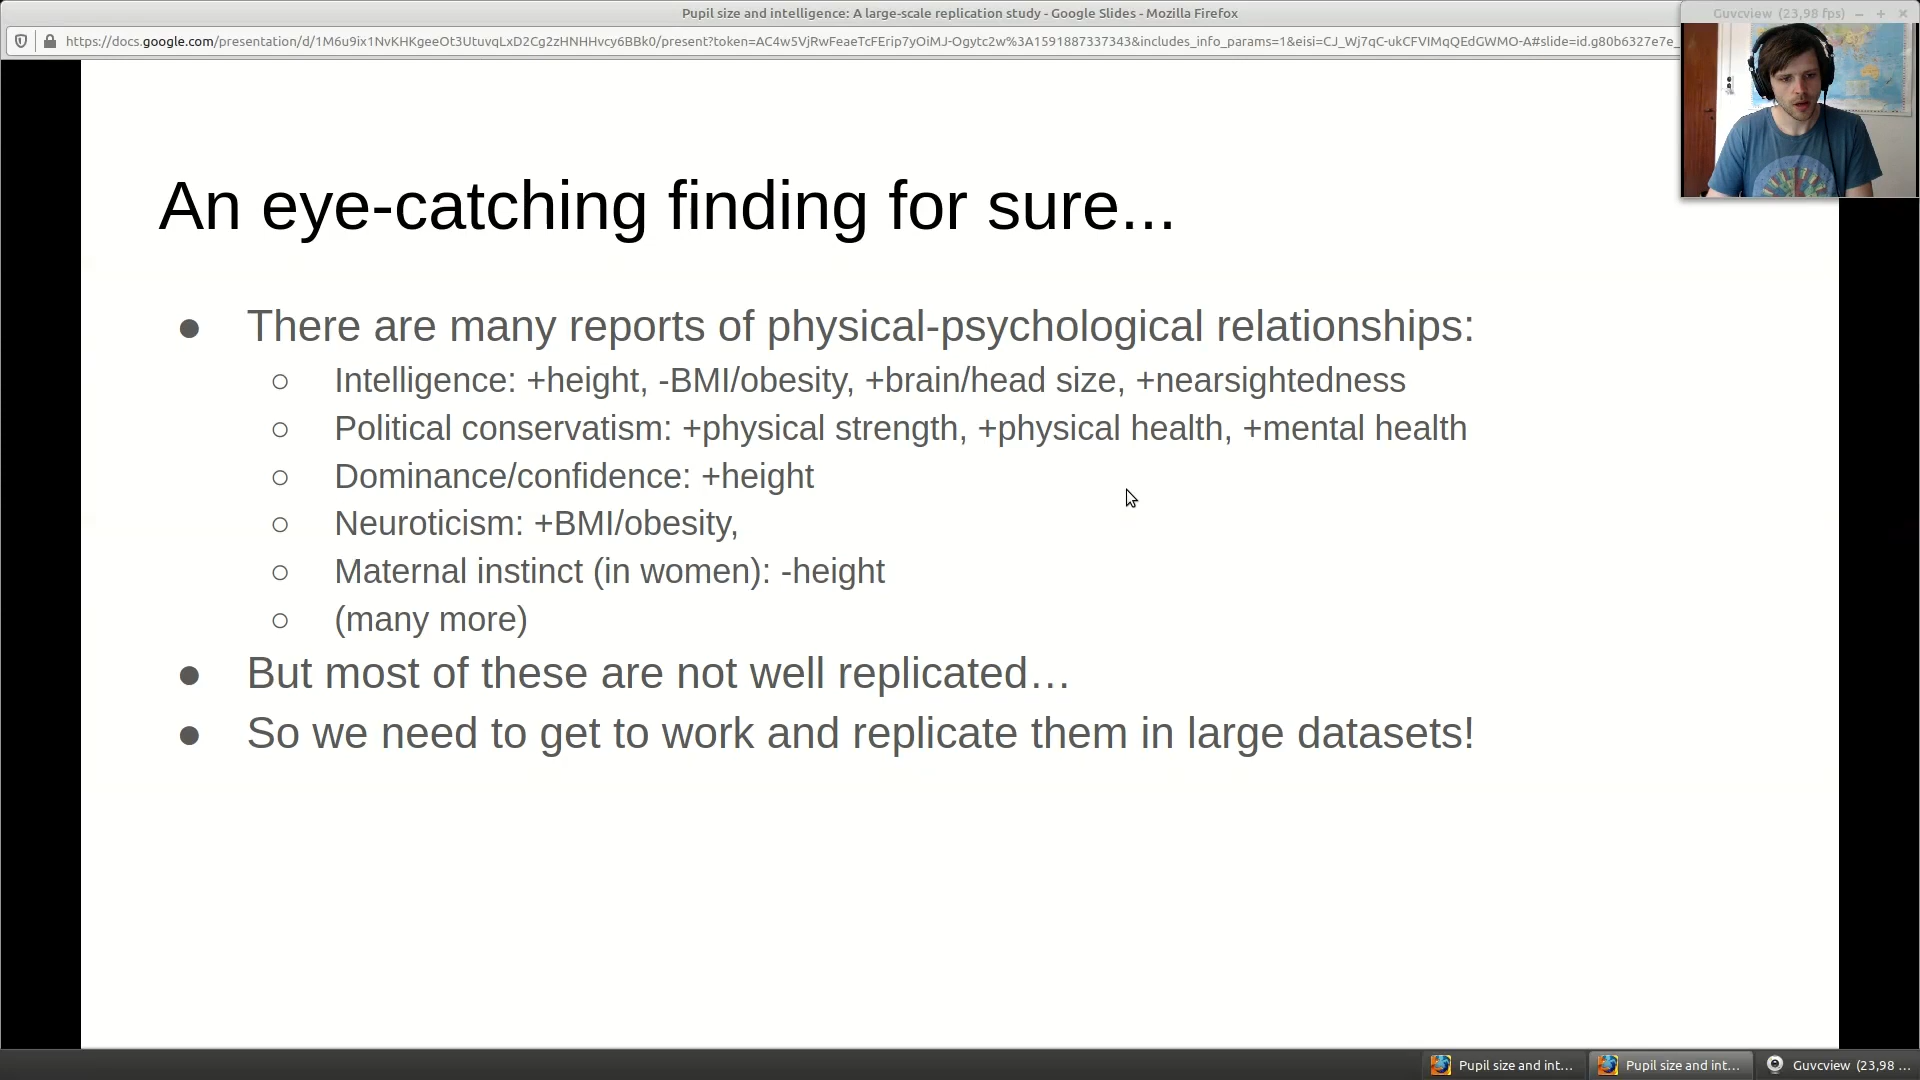 Pupil size and intelligence: A large-scale replication study - Google Slides - Mozilla Firefox
Guvcview (23,98 fps)
https://docs.google.com/presentation/d/1M6u9ix1NvKHKgeeOt3UtuvqLxD2Cg2zHNHHvcy6BBk0/present?token=AC4w5VjRwFeaeTcFErip7yOiMJ-Ogytc2w%3A1591887337343&includes_info_params=1&eisi=CJ_Wj7qC-ukCFVIMqQEdGWMO-A#slide=id.g80b6327e7e_
An eye-catching finding for sure...
● There are many reports of physical-psychological relationships:
○ Intelligence: +height, -BMI/obesity, +brain/head size, +nearsightedness
○ Political conservatism: +physical strength, +physical health, +mental health
○ Dominance/confidence: +height
○ Neuroticism: +BMI/obesity,
○ Maternal instinct (in women): -height
○ (many more)
● But most of these are not well replicated…
● So we need to get to work and replicate them in large datasets!
Pupil size and int...
Pupil size and int...
Guvcview (23,98 ...